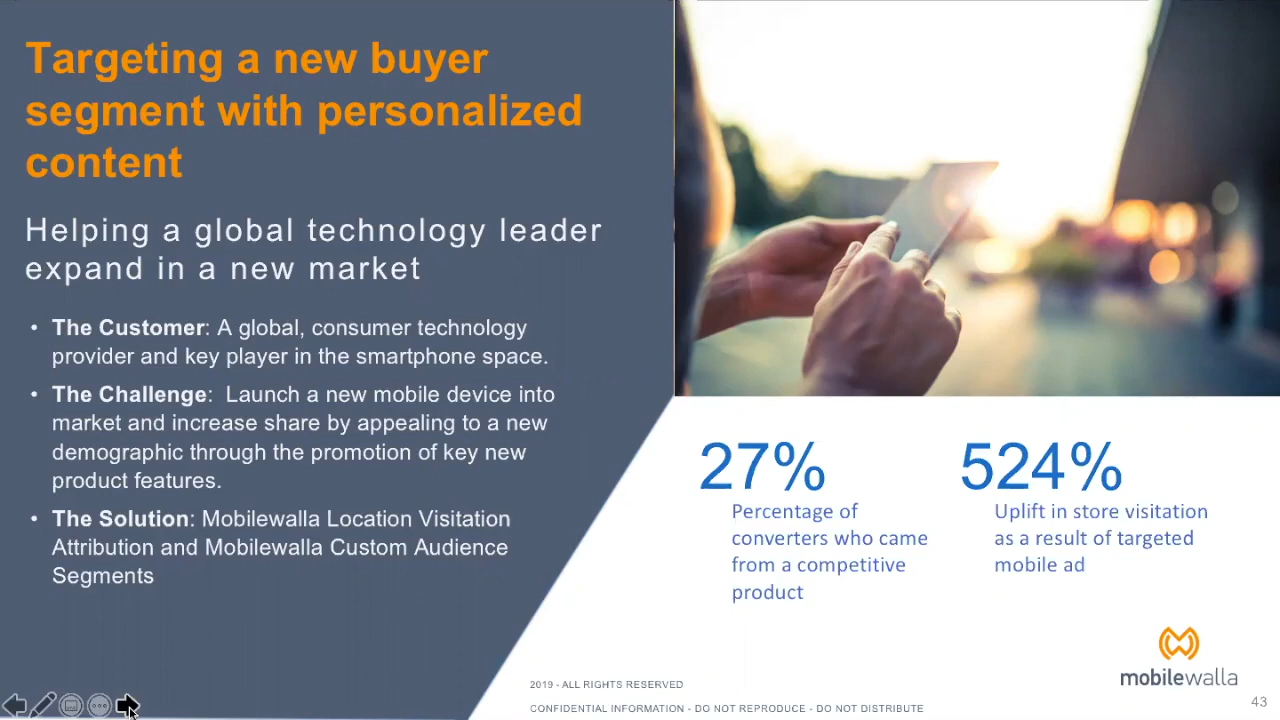 Targeting a new buyer
segment with personalized
content
Helping a global technology leader
expand in a new market
• The Customer: A global, consumer technology
provider and key player in the smartphone space.
• The Challenge:  Launch a new mobile device into
market and increase share by appealing to a new
demographic through the promotion of key new
product features.
• The Solution: Mobilewalla Location Visitation
Attribution and Mobilewalla Custom Audience
Segments
27%
Percentage of
converters who came
from a competitive
product
524%
Uplift in store visitation
as a result of targeted
mobile ad
mobilewalla
2019 - ALL RIGHTS RESERVED
CONFIDENTIAL INFORMATION - DO NOT REPRODUCE - DO NOT DISTRIBUTE
43